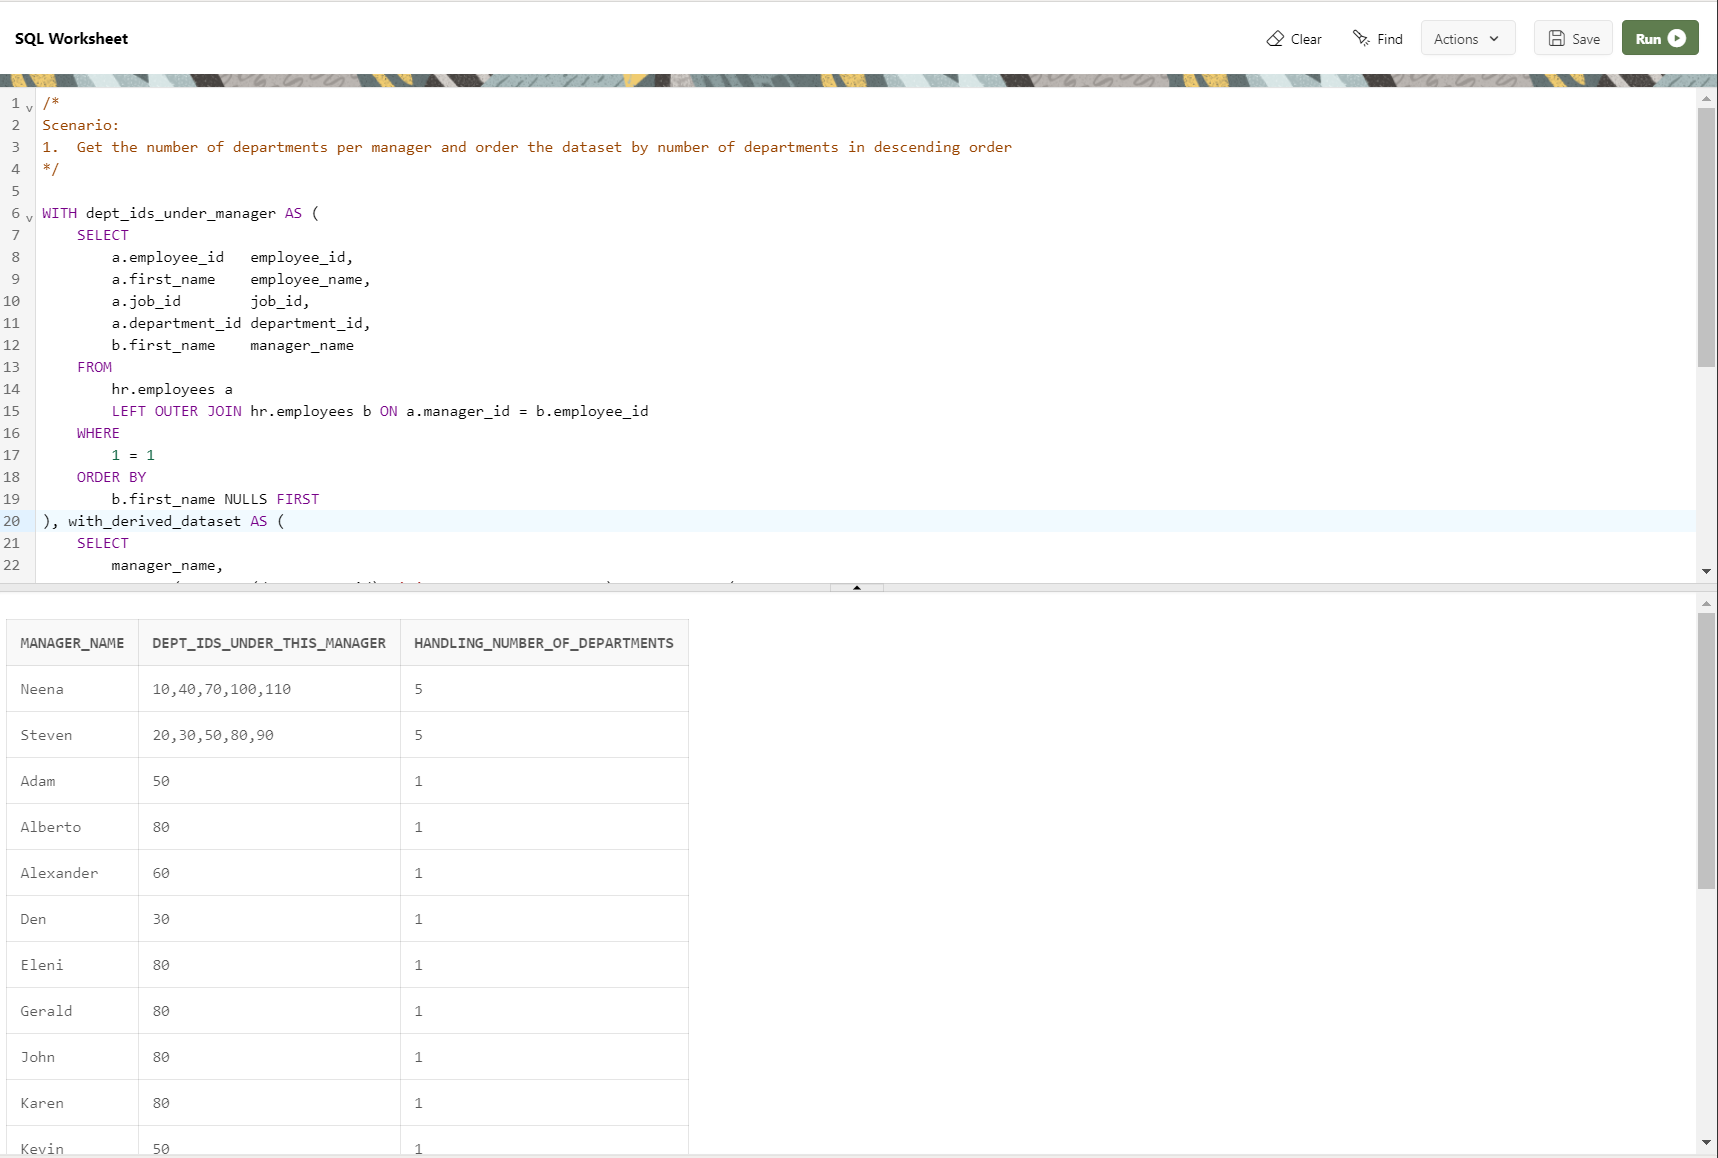 SQL Worksheet
Clear
Find
Actions
Save
Run
1 /*
2 Scenario:
3 1.  Get the number of departments per manager and order the dataset by number of departments in descending order
4 */
5
6 WITH dept_ids_under_manager AS (
7     SELECT
8         a.employee_id   employee_id,
9         a.first_name    employee_name,
10         a.job_id        job_id,
11         a.department_id department_id,
12         b.first_name    manager_name
13     FROM
14         hr.employees a
15         LEFT OUTER JOIN hr.employees b ON a.manager_id = b.employee_id
16     WHERE
17         1 = 1
18     ORDER BY
19         b.first_name NULLS FIRST
20 ), with_derived_dataset AS (
21     SELECT
22         manager_name,
MANAGER_NAME DEPT_IDS_UNDER_THIS_MANAGER HANDLING_NUMBER_OF_DEPARTMENTS
Neena 10,40,70,100,110 5
Steven 20,30,50,80,90 5
Adam 50 1
Alberto 80 1
Alexander 60 1
Den 30 1
Eleni 80 1
Gerald 80 1
John 80 1
Karen 80 1
Kevin 50 1